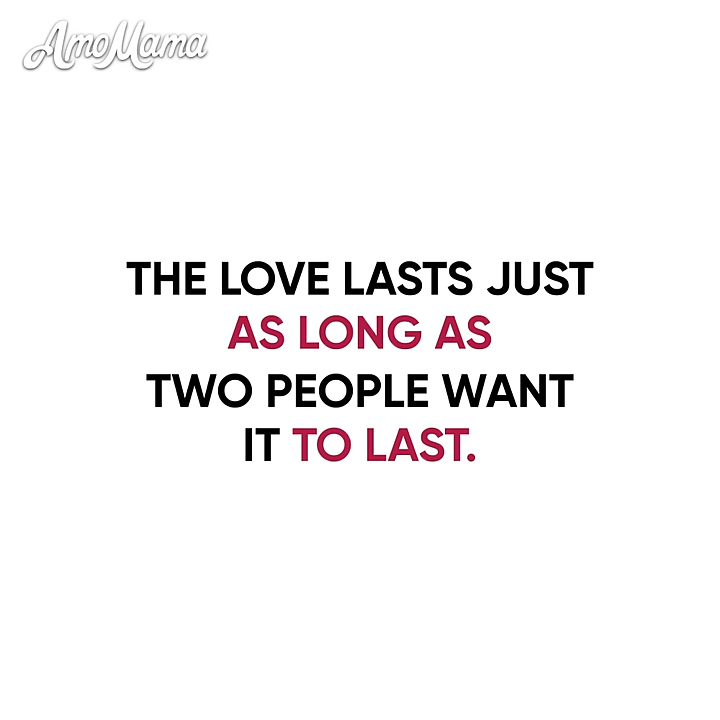 AmoMama
THE LOVE LASTS JUST
AS LONG AS
TWO PEOPLE WANT
IT TO LAST.